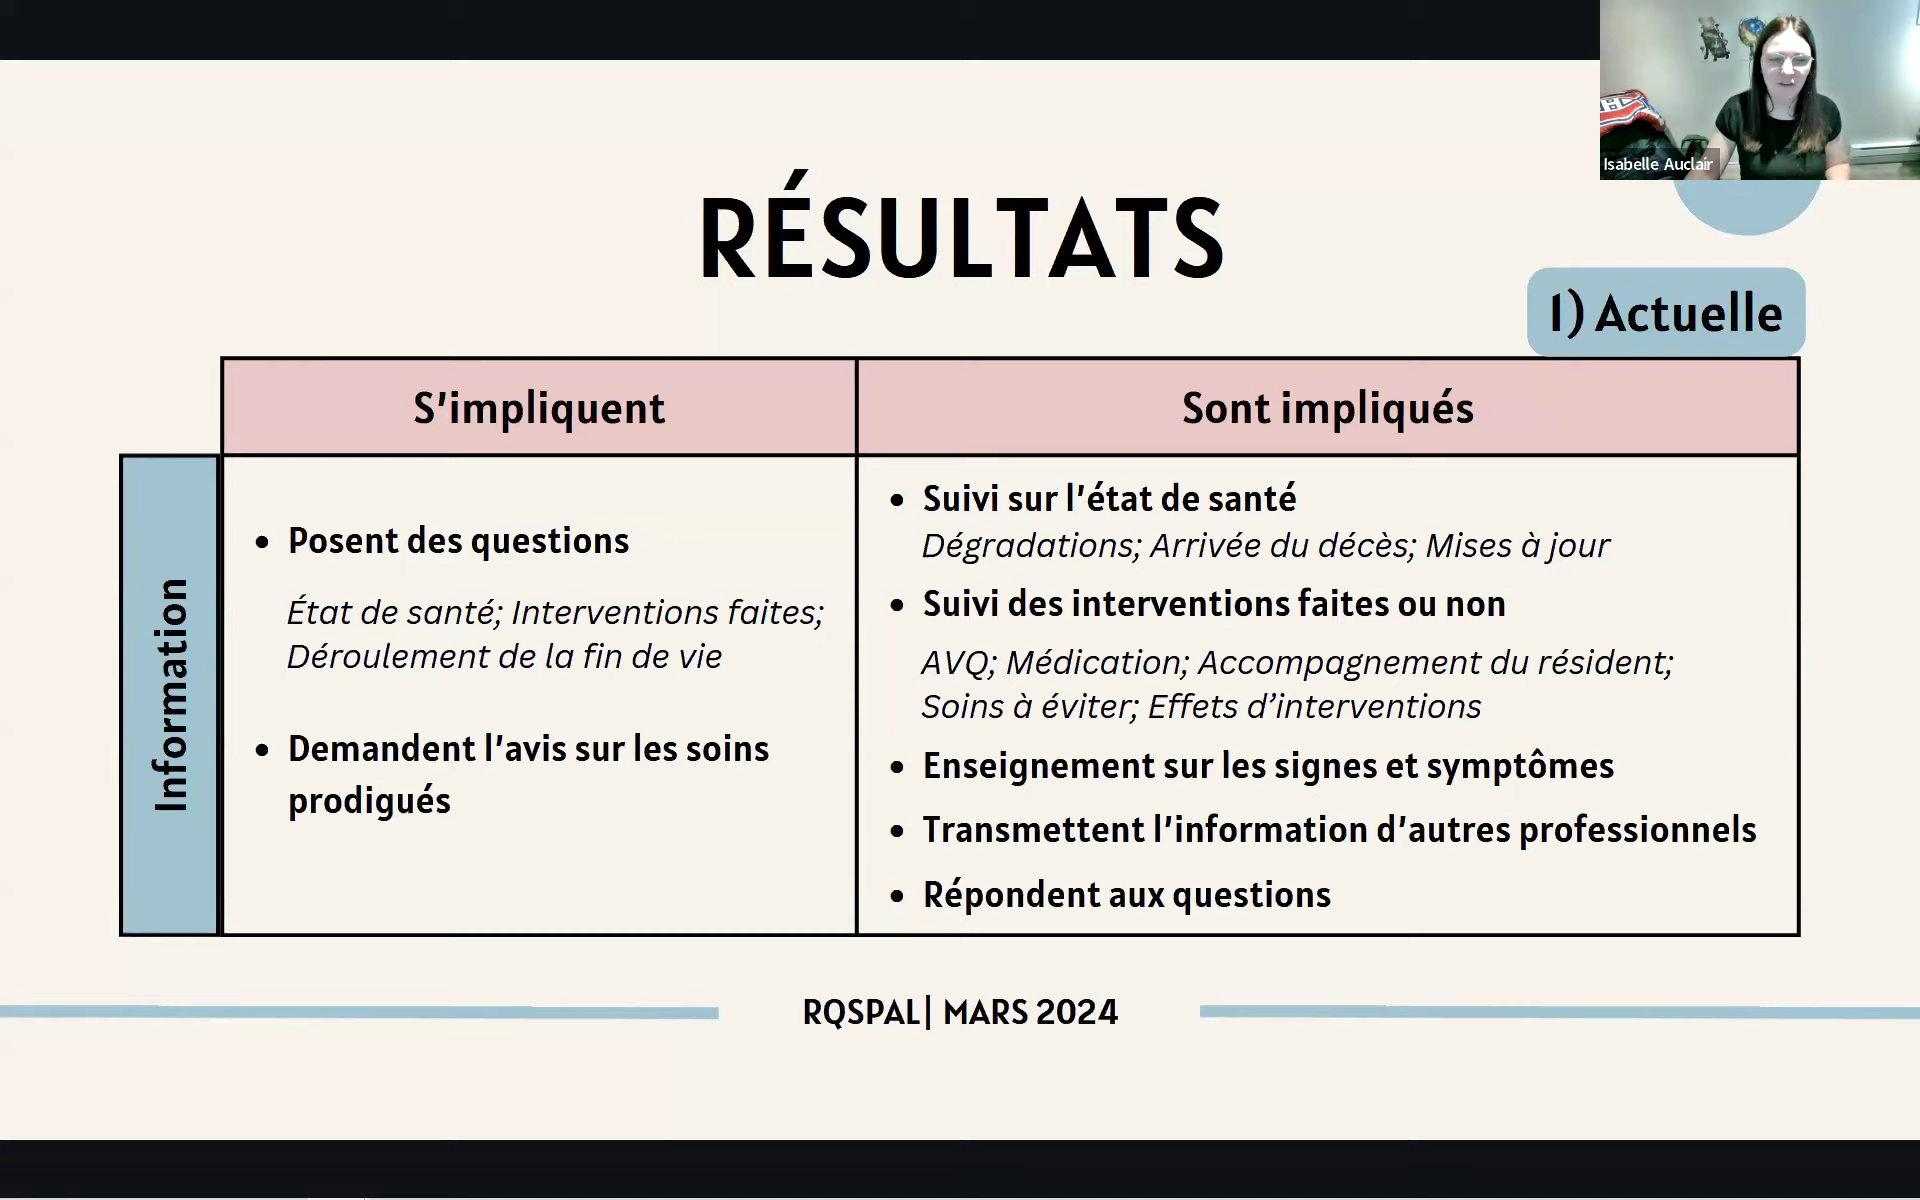 Isabelle Auclair
RÉSULTATS
1) Actuelle
S'impliquent
Sont impliqués
Information
• Posent des questions
État de santé; Interventions faites;
Déroulement de la fin de vie
• Demandent l'avis sur les soins
prodigués
• Suivi sur l'état de santé
Dégradations; Arrivée du décès; Mises à jour
• Suivi des interventions faites ou non
AVQ; Médication; Accompagnement du résident;
Soins à éviter; Effets d'interventions
• Enseignement sur les signes et symptômes
• Transmettent l'information d'autres professionnels
• Répondent aux questions
RQSPAL| MARS 2024